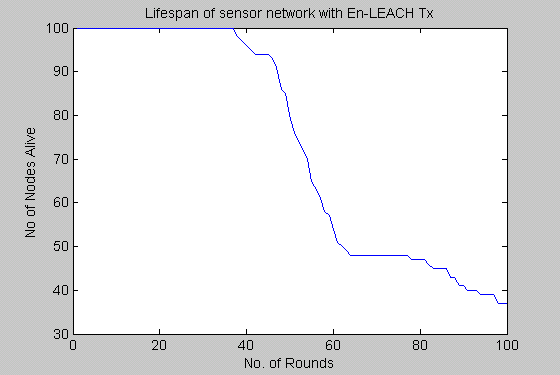 Lifespan of sensor network with En-LEACH Tx
100
90
80
70
60
50
40
30
No of Nodes Alive
0 20 40 60 80 100
No. of Rounds